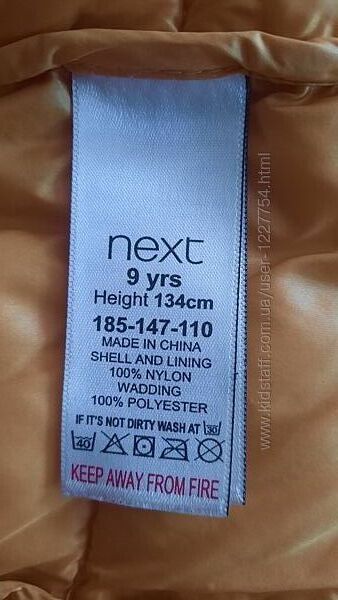 next
9 yrs
Height 134cm
185-147-110
MADE IN CHINA
SHELL AND LINING
100% NYLON
WADDING
100% POLYESTER
IF IT'S NOT DIRTY WASH AT 30
40
KEEP AWAY FROM FIRE
www.kidstaff.com.ua/user-1227754.html